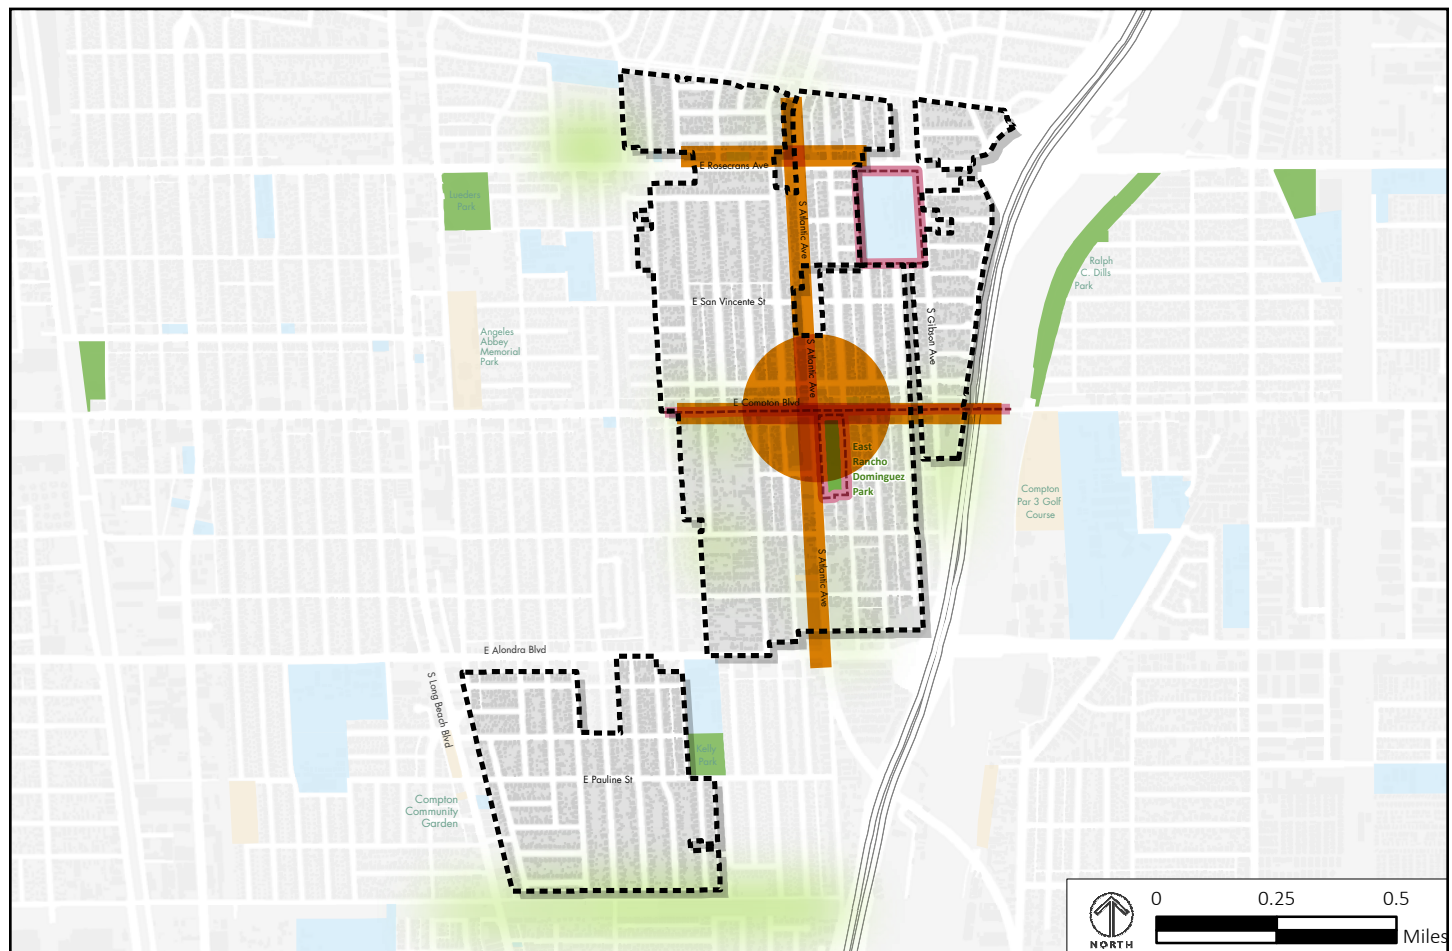 E Rosecrans Ave
Lueders
Park
S Atlantic Ave
Ralph
C. Dills
Park
E San Vincente St
S Gibson Ave
Angeles
Abbey
Memorial
Park
S Atlantic Ave
E Compton Blvd
East
Rancho
Dominguez
Park
Compton
Par 3 Golf
Course
S Atlantic Ave
E Alondra Blvd
S Long Beach Blvd
Kelly
Park
E Pauline St
Compton
Community
Garden
0 0.25 0.5
Miles
NORTH